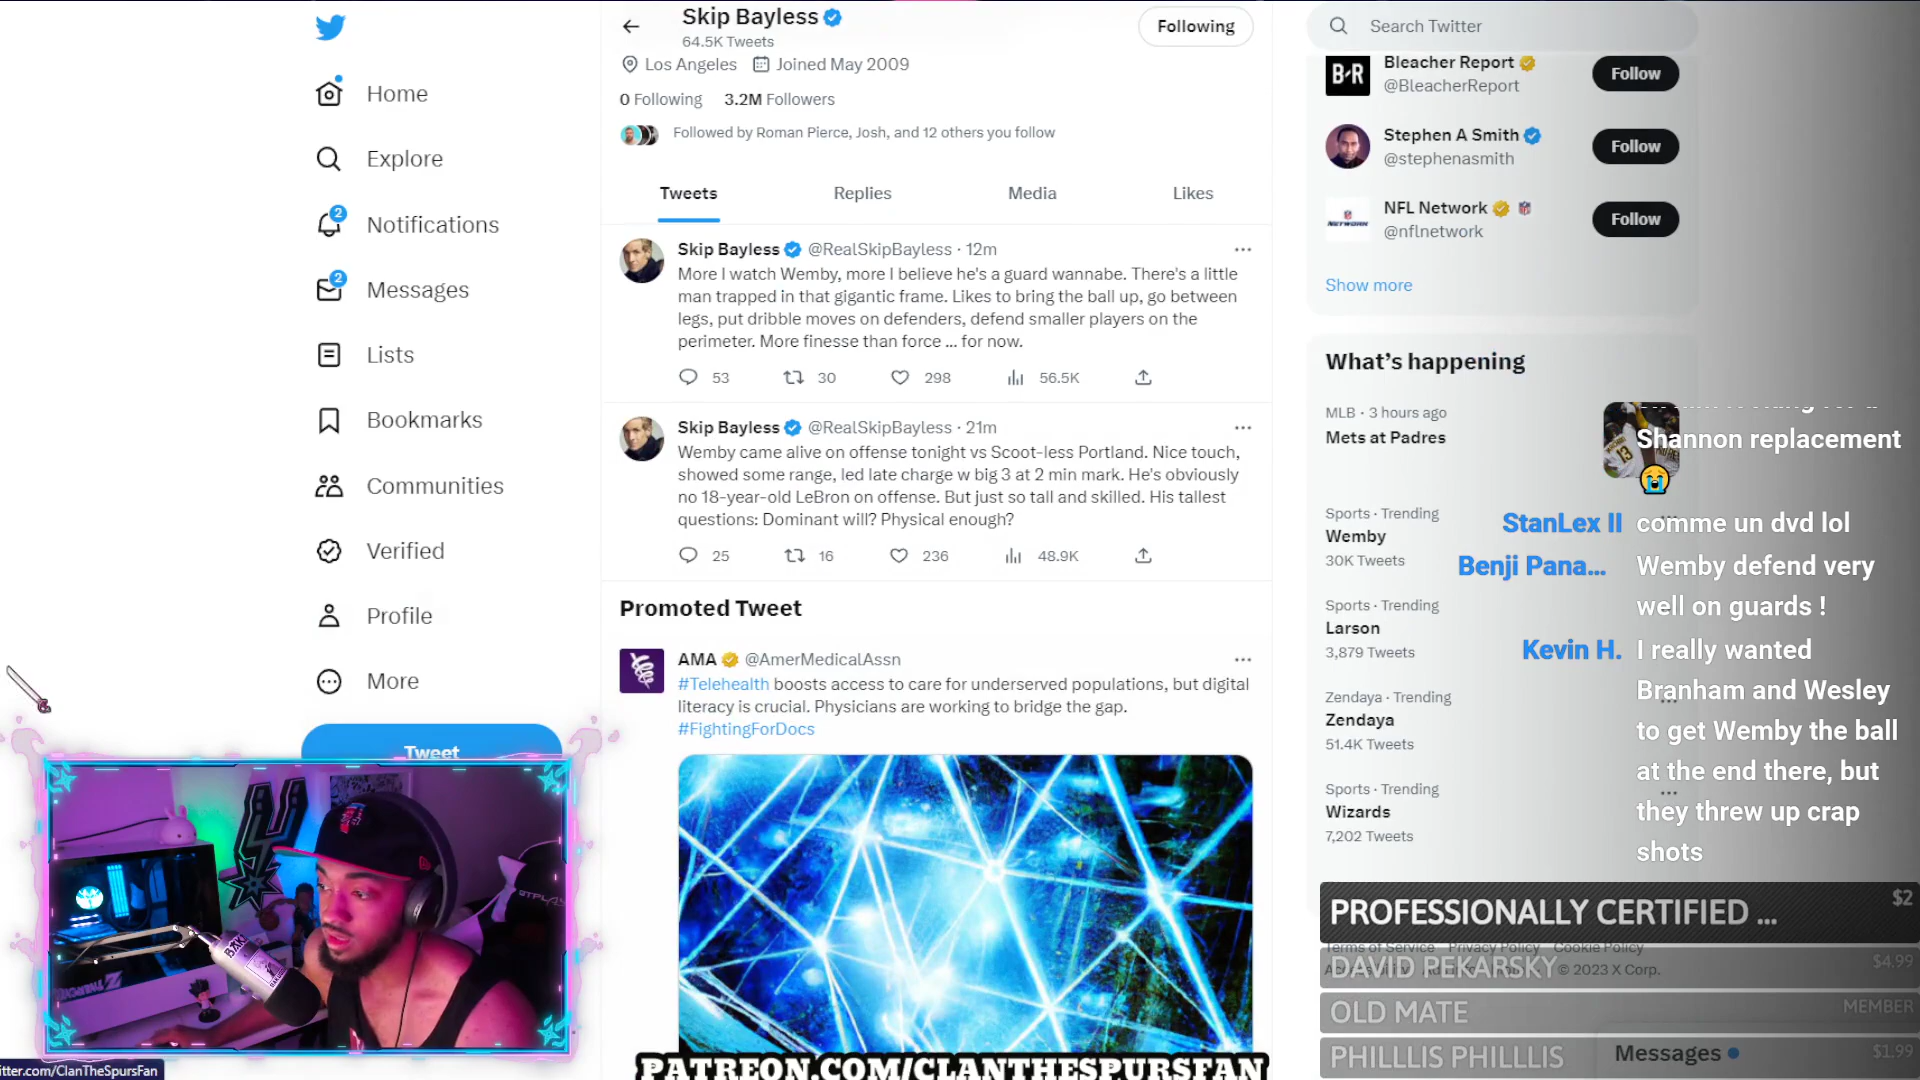 Home
Explore
2
Notifications
2
Messages
Lists
Bookmarks
Communities
Verified
Profile
More
Tweet
Skip Bayless
64.5K Tweets
Following
Los Angeles Joined May 2009
0 Following 3.2M Followers
Followed by Roman Pierce, Josh, and 12 others you follow
Tweets Replies Media Likes
Skip Bayless @RealSkipBayless · 12m
More I watch Wemby, more I believe he's a guard wannabe. There's a little
man trapped in that gigantic frame. Likes to bring the ball up, go between
legs, put dribble moves on defenders, defend smaller players on the
perimeter. More finesse than force ... for now.
53 30 298 56.5K
Skip Bayless @RealSkipBayless · 21m
Wemby came alive on offense tonight vs Scoot-less Portland. Nice touch,
showed some range, led late charge w big 3 at 2 min mark. He's obviously
no 18-year-old LeBron on offense. But just so tall and skilled. His tallest
questions: Dominant will? Physical enough?
25 16 236 48.9K
Promoted Tweet
AMA @AmerMedicalAssn
#Telehealth boosts access to care for underserved populations, but digital
literacy is crucial. Physicians are working to bridge the gap.
#FightingForDocs
Search Twitter
B/R
Bleacher Report
@BleacherReport
Follow
Stephen A Smith
@stephenasmith
Follow
NFL Network
@nflnetwork
Follow
Show more
What's happening
MLB · 3 hours ago
Mets at Padres
Sports · Trending
Wemby
30K Tweets
Sports · Trending
Larson
3,879 Tweets
Zendaya · Trending
Zendaya
51.4K Tweets
Sports · Trending
Wizards
7,202 Tweets
Shannon replacement
StanLex II comme un dvd lol
Benji Pana... Wemby defend very
well on guards !
Kevin H. I really wanted
Branham and Wesley
to get Wemby the ball
at the end there, but
they threw up crap
shots
PROFESSIONALLY CERTIFIED ... $2
Terms of Service Privacy Policy Cookie Policy
© 2023 X Corp.
DAVID PEKARSKY $4.99
OLD MATE MEMBER
PHILLLIS PHILLLIS $1.99
Messages
itter.com/ClanTheSpursFan
PATREON.COM/CLANTHESPURSFAN